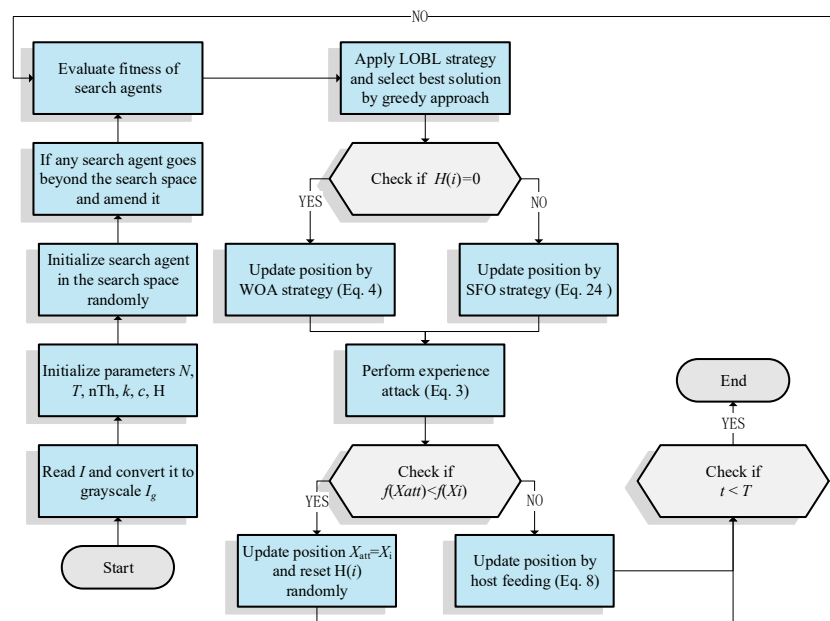 NO
Evaluate fitness of
search agents
Apply LOBL strategy
and select best solution
by greedy approach
If any search agent goes
beyond the search space
and amend it
Check if H(i)=0
YES
NO
Initialize search agent
in the search space
randomly
Update position by
WOA strategy (Eq. 4)
Update position by
SFO strategy (Eq. 24 )
Initialize parameters N,
T, nTh, k, c, H
Perform experience
attack (Eq. 3)
End
YES
Read I and convert it to
grayscale Ig
Check if
f(Xatt)<f(Xi)
Check if
t < T
YES
NO
Start
Update position Xatt=Xi
and reset H(i)
randomly
Update position by
host feeding (Eq. 8)